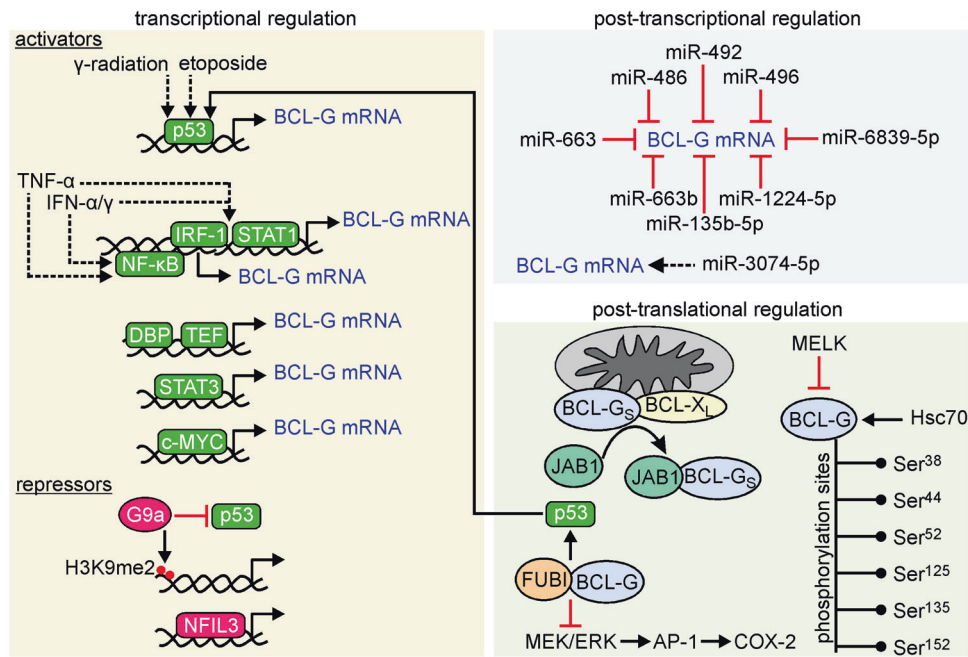 transcriptional regulation
activators
γ-radiation etoposide
p53
BCL-G mRNA
TNF-α
IFN-α/γ
IRF-1 STAT1
BCL-G mRNA
NF-κB
BCL-G mRNA
DBP TEF
BCL-G mRNA
STAT3
BCL-G mRNA
c-MYC
BCL-G mRNA
repressors
G9a
p53
H3K9me2
NFIL3
post-transcriptional regulation
miR-492
miR-486 miR-496
miR-663 BCL-G mRNA miR-6839-5p
miR-663b miR-1224-5p
miR-135b-5p
BCL-G mRNA miR-3074-5p
post-translational regulation
BCL-Gₛ BCL-X_L
JAB1
JAB1 BCL-Gₛ
p53
FUBI BCL-G
MEK/ERK AP-1 COX-2
MELK
BCL-G Hsc70
phosphorylation sites
Ser³⁸
Ser⁴⁴
Ser⁵²
Ser¹²⁵
Ser¹³⁵
Ser¹⁵²